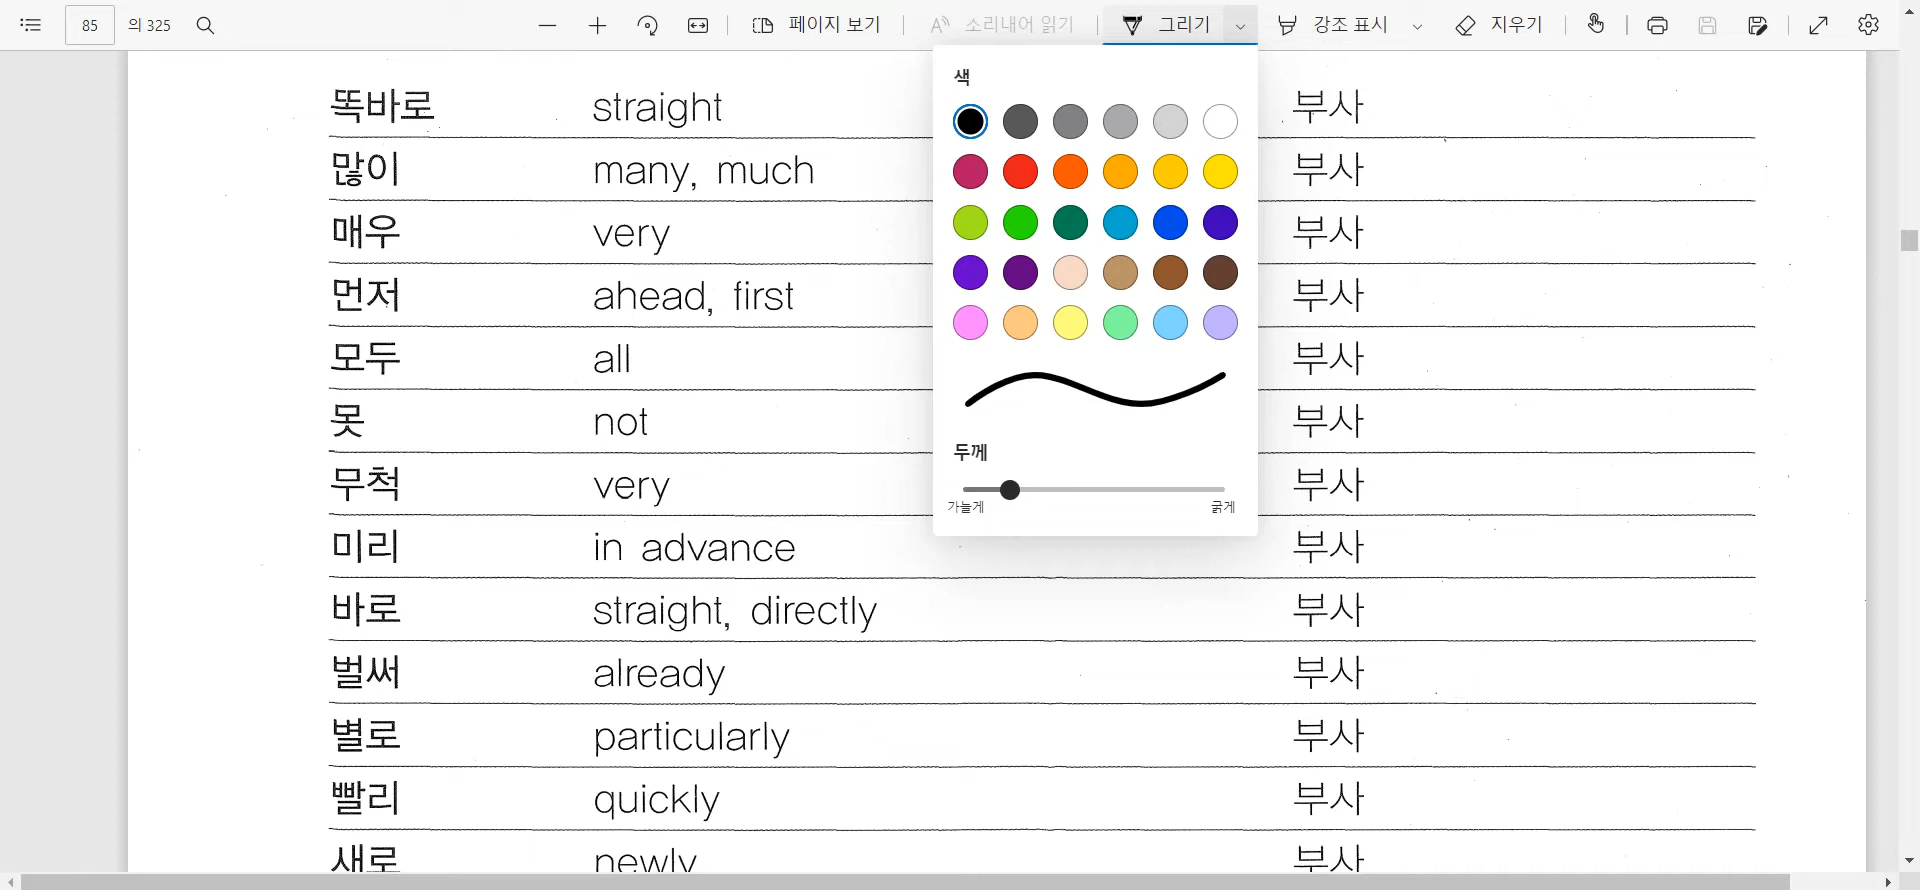 85 의 325 페이지 보기 소리내어 읽기 그리기 강조 표시 지우기
색
두께
가늘게 굵게
똑바로 straight 부사
많이 many, much 부사
매우 very 부사
먼저 ahead, first 부사
모두 all 부사
못 not 부사
무척 very 부사
미리 in advance 부사
바로 straight, directly 부사
벌써 already 부사
별로 particularly 부사
빨리 quickly 부사
새로 newly 부사